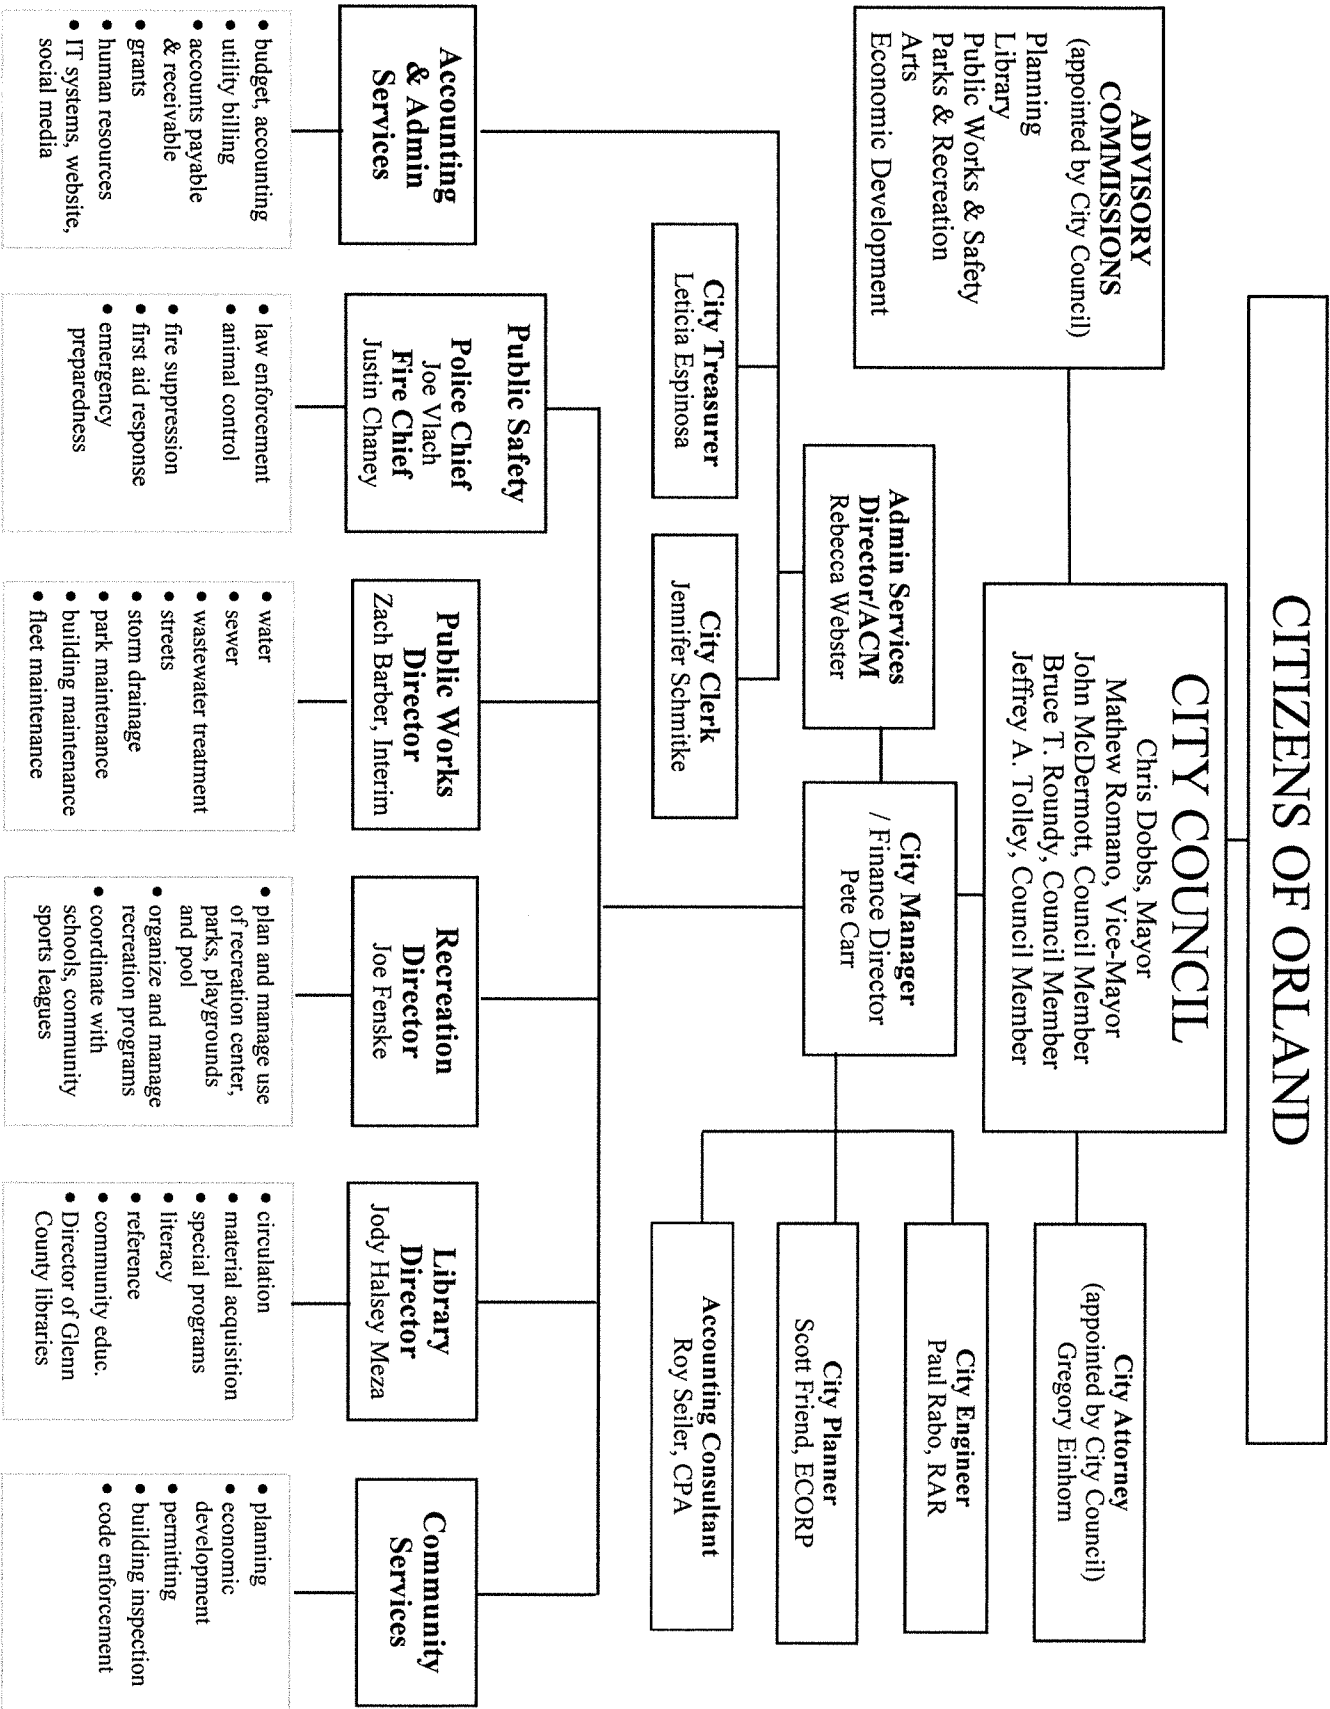 CITIZENS OF ORLAND
CITY COUNCIL
Chris Dobbs, Mayor
Mathew Romano, Vice-Mayor
John McDermott, Council Member
Bruce T. Roundy, Council Member
Jeffrey A. Tolley, Council Member
ADVISORY
COMMISSIONS
(appointed by City Council)
Planning
Library
Public Works & Safety
Parks & Recreation
Arts
Economic Development
City Attorney
(appointed by City Council)
Gregory Einhorn
City Manager
/ Finance Director
Pete Carr
Admin Services
Director/ACM
Rebecca Webster
City Engineer
Paul Rabo, RAR
City Planner
Scott Friend, ECORP
Accounting Consultant
Roy Seiler, CPA
City Treasurer
Leticia Espinosa
City Clerk
Jennifer Schmitke
Accounting
& Admin
Services
• budget, accounting
• utility billing
• accounts payable
& receivable
• grants
• human resources
• IT systems, website,
social media
Public Safety
Police Chief
Joe Vlach
Fire Chief
Justin Chaney
• law enforcement
• animal control
• fire suppression
• first aid response
• emergency
preparedness
Public Works
Director
Zach Barber, Interim
• water
• sewer
• wastewater treatment
• streets
• storm drainage
• park maintenance
• building maintenance
• fleet maintenance
Recreation
Director
Joe Fenske
• plan and manage use
of recreation center,
parks, playgrounds
and pool
• organize and manage
recreation programs
• coordinate with
schools, community
sports leagues
Library
Director
Jody Halsey Meza
• circulation
• material acquisition
• special programs
• literacy
• reference
• community educ.
• Director of Glenn
County libraries
Community
Services
• planning
• economic
development
• permitting
• building inspection
• code enforcement